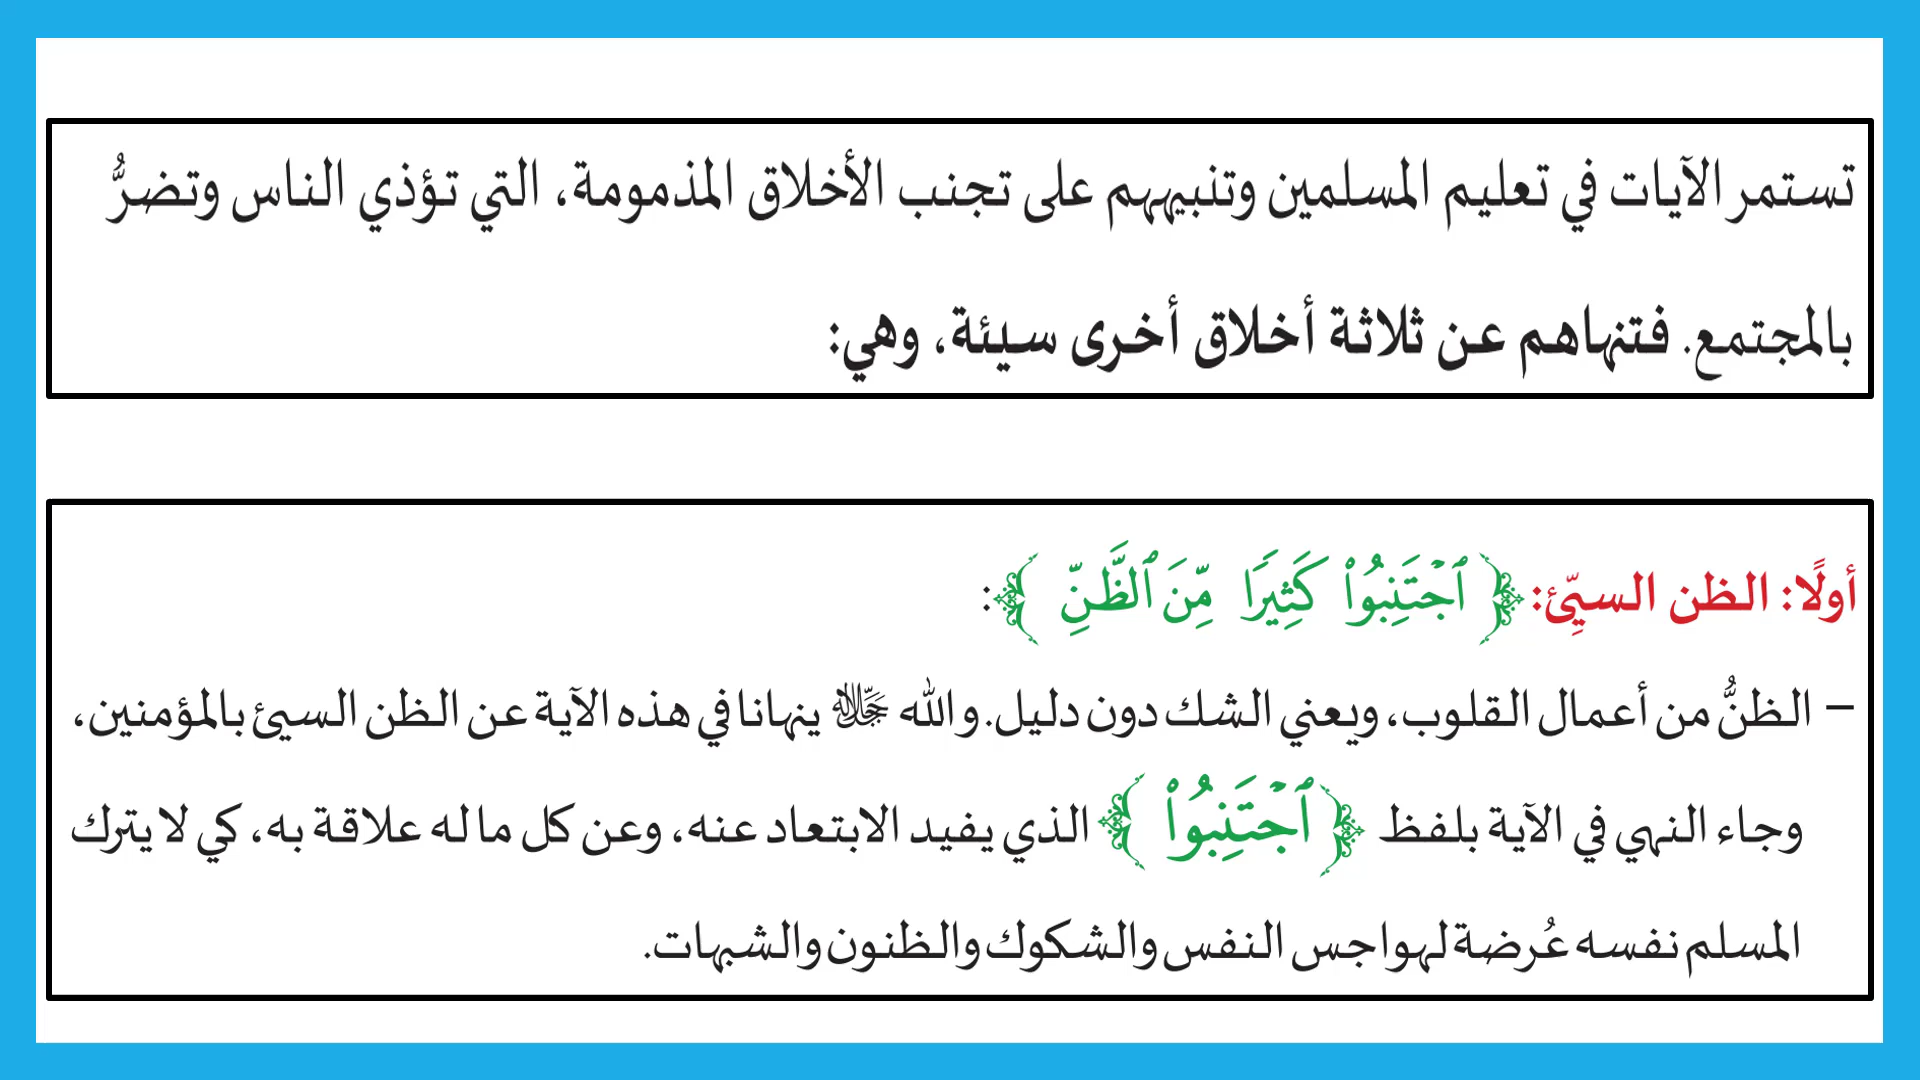 تستمر الآيات في تعليم المسلمين وتنبيههم على تجنب الأخلاق المذمومة، التي تؤذي الناس وتضرُّ
بالمجتمع. فتنهاهم عن ثلاثة أخلاق أخرى سيئة، وهي:
أولًا: الظن السيِّئ: ﴿ٱجۡتَنِبُواْ كَثِيرٗا مِّنَ ٱلظَّنِّ﴾:
– الظنُّ من أعمال القلوب، ويعني الشك دون دليل. والله ﷻ ينهانا في هذه الآية عن الظن السيئ بالمؤمنين،
وجاء النهي في الآية بلفظ ﴿ٱجۡتَنِبُواْ﴾ الذي يفيد الابتعاد عنه، وعن كل ما له علاقة به، كي لا يترك
المسلم نفسه عُرضة لهواجس النفس والشكوك والظنون والشبهات.